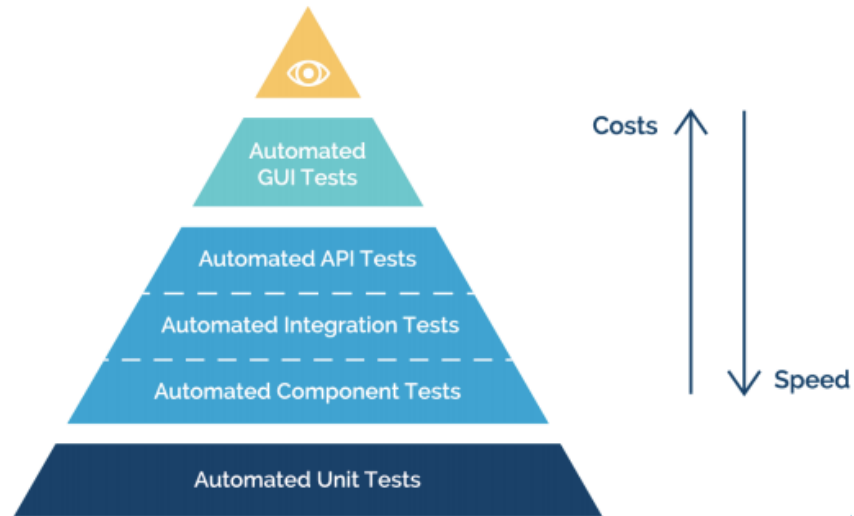 Automated
GUI Tests
Costs
Automated API Tests
Automated Integration Tests
Automated Component Tests
Speed
Automated Unit Tests